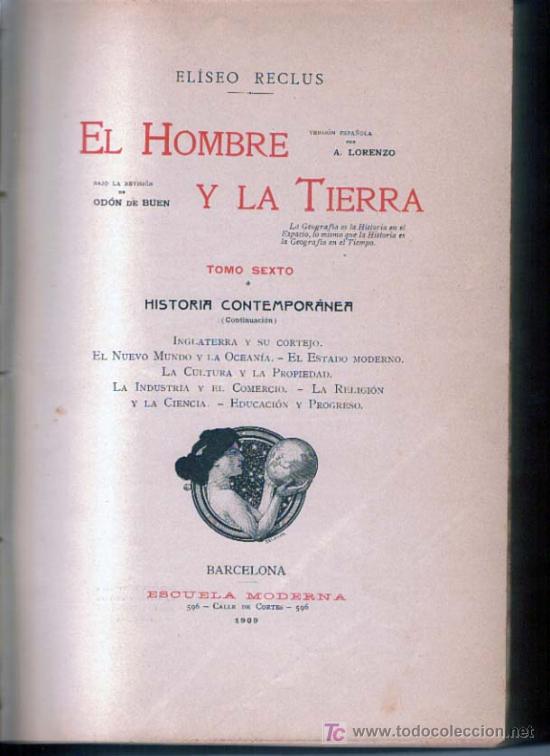 ELÍSEO RECLUS
EL HOMBRE
VERSIÓN ESPAÑOLA
POR
A. LORENZO
BAJO LA REVISIÓN
DE
ODÓN DE BUEN
Y LA TIERRA
La Geografía es la Historia en el
Espacio, lo mismo que la Historia es
la Geografía en el Tiempo.
TOMO SEXTO
HISTORIA CONTEMPORÁNEA
(Continuación)
INGLATERRA Y SU CORTEJO.
EL NUEVO MUNDO Y LA OCEANÍA. – EL ESTADO MODERNO.
LA CULTURA Y LA PROPIEDAD.
LA INDUSTRIA Y EL COMERCIO. – LA RELIGIÓN
Y LA CIENCIA. – EDUCACIÓN Y PROGRESO.
BARCELONA
ESCUELA MODERNA
596 – CALLE DE CORTES – 596
1909
tc todocoleccion
www.todocoleccion.net